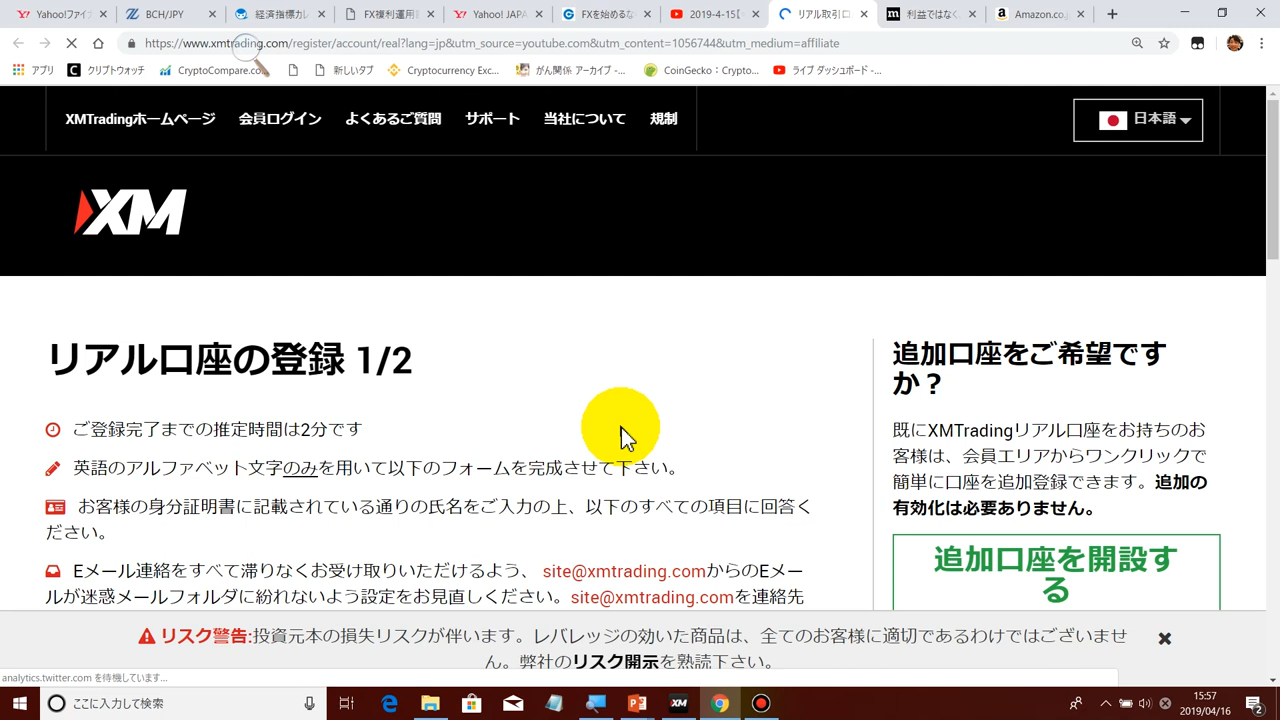 Yahoo!ファイ
BCH/JPY
経済指標カレ
FX複利運用
Yahoo! JAPA
FXを始めるな
2019-4-15【
リアル取引口
利益ではなく
Amazon.co.j
https://www.xmtrading.com/register/account/real?lang=jp&utm_source=youtube.com&utm_content=1056744&utm_medium=affiliate
アプリ
クリプトウォッチ
CryptoCompare.co
新しいタブ
Cryptocurrency Exc...
がん関係 アーカイブ -...
CoinGecko：Crypto...
ライブ ダッシュボード -...
XMTradingホームページ
会員ログイン
よくあるご質問
サポート
当社について
規制
日本語
XM
リアル口座の登録 1/2
ご登録完了までの推定時間は2分です
英語のアルファベット文字のみを用いて以下のフォームを完成させて下さい。
お客様の身分証明書に記載されている通りの氏名をご入力の上、以下のすべての項目に回答く
ださい。
Eメール連絡をすべて滞りなくお受け取りいただけるよう、 site@xmtrading.comからのEメー
ルが迷惑メールフォルダに紛れないよう設定をお見直しください。site@xmtrading.comを連絡先
追加口座をご希望です
か？
既にXMTradingリアル口座をお持ちのお
客様は、会員エリアからワンクリックで
簡単に口座を追加登録できます。追加の
有効化は必要ありません。
追加口座を開設す
る
リスク警告:投資元本の損失リスクが伴います。レバレッジの効いた商品は、全てのお客様に適切であるわけではございませ
ん。弊社のリスク開示を熟読下さい。
analytics.twitter.com を待機しています...
ここに入力して検索
XM
15:57
2019/04/16
2